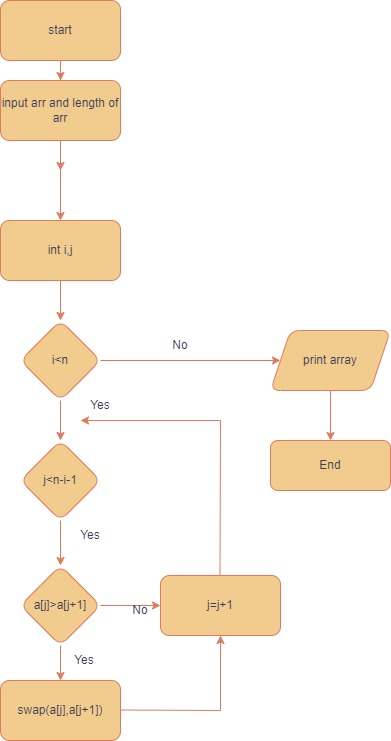 start
input arr and length of
arr
int i,j
i<n
No
print array
Yes
j<n-i-1
End
Yes
a[j]>a[j+1]
No
j=j+1
Yes
swap(a[j],a[j+1])